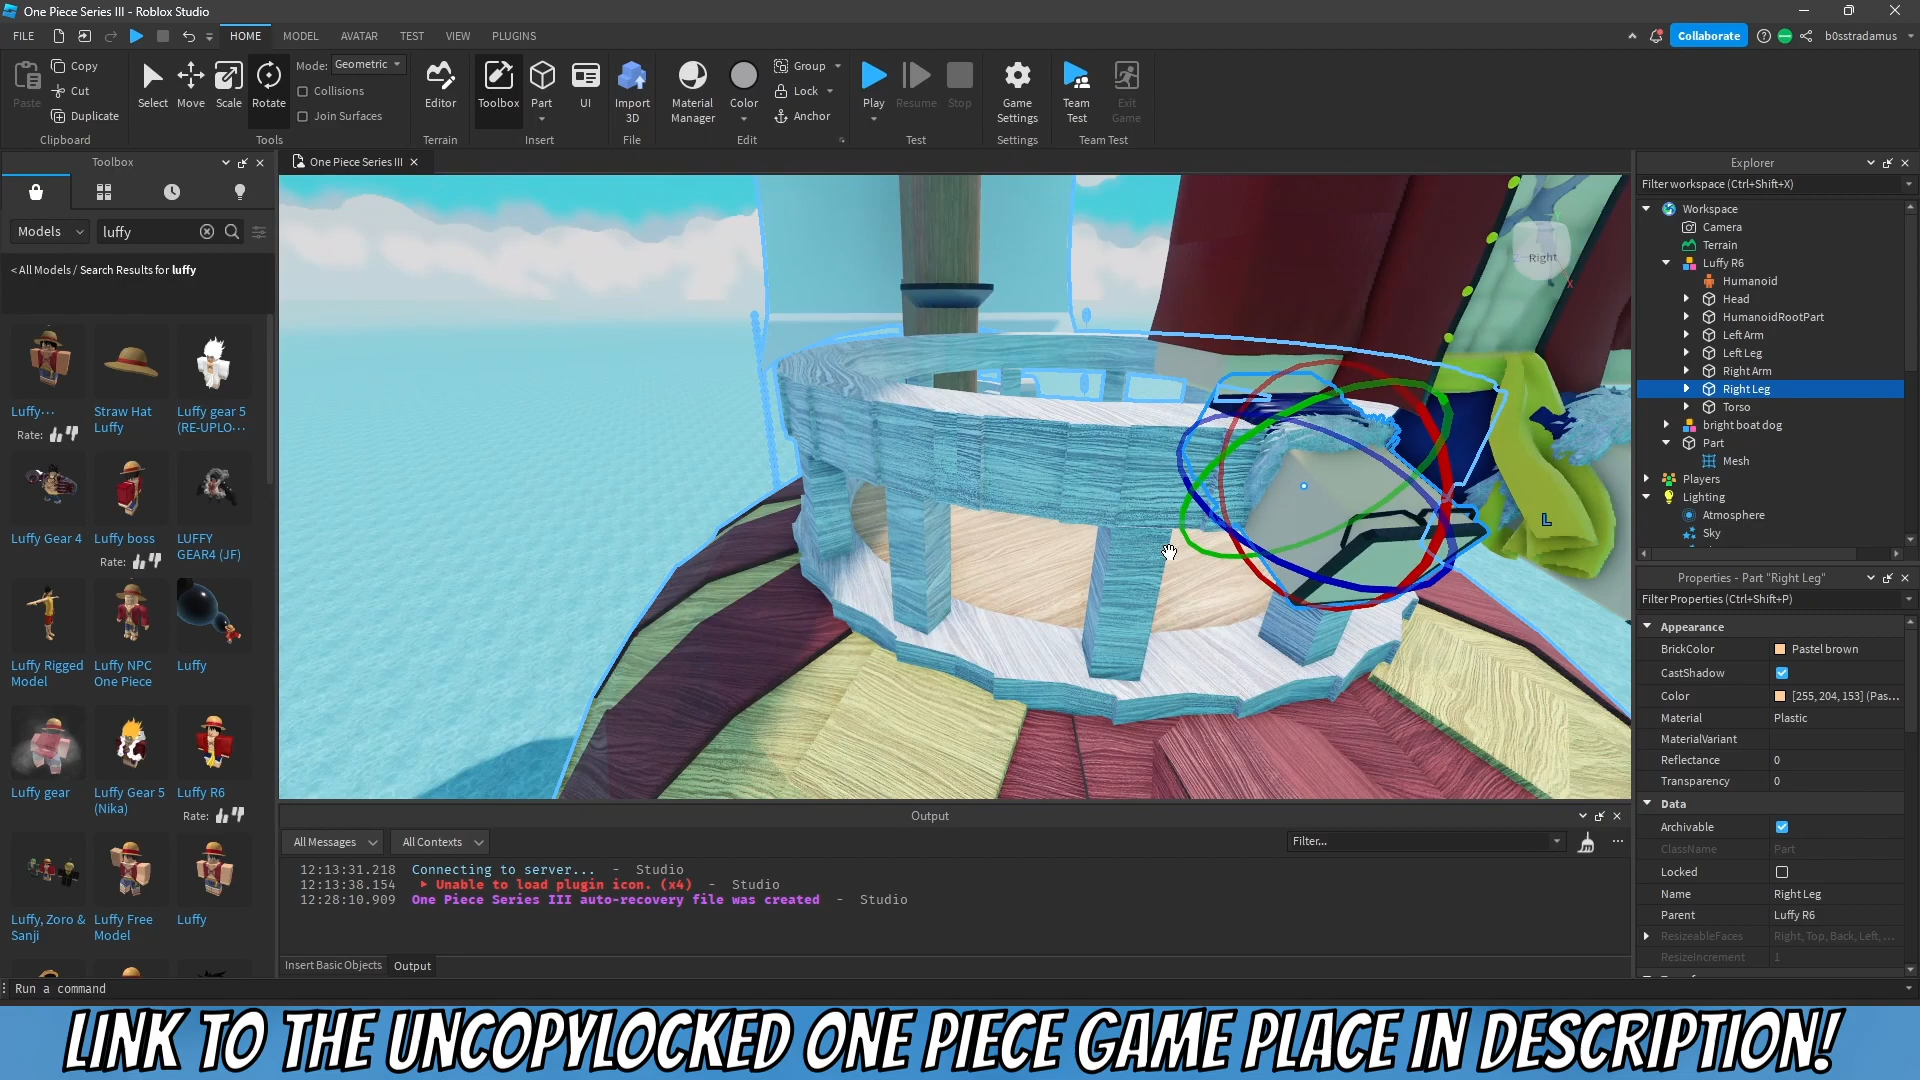 One Piece Series III - Roblox Studio
FILE HOME MODEL AVATAR TEST VIEW PLUGINS Collaborate b0sstradamus
Paste Copy Cut Duplicate Clipboard
Select Move Scale Rotate Mode: Geometric Collisions Join Surfaces Tools
Editor Terrain
Toolbox Part UI Insert
Import 3D File
Material Manager Color Group Lock Anchor Edit
Play Resume Stop Test
Game Settings Settings
Team Test Exit Game Team Test
Toolbox
Models luffy
< All Models / Search Results for luffy
Luffy... Straw Hat Luffy Luffy gear 5 (RE-UPLO...
Rate:
Luffy Gear 4 Luffy boss LUFFY GEAR4 (JF)
Rate:
Luffy Rigged Model Luffy NPC One Piece Luffy
Luffy gear Luffy Gear 5 (Nika) Luffy R6
Rate:
Luffy, Zoro & Sanji Luffy Free Model Luffy
One Piece Series III
Right
Y
X
L
Output
All Messages All Contexts Filter...
12:13:31.218 Connecting to server... - Studio
12:13:38.154 Unable to load plugin icon. (x4) - Studio
12:28:10.909 One Piece Series III auto-recovery file was created - Studio
Insert Basic Objects Output
Run a command
Explorer
Filter workspace (Ctrl+Shift+X)
Workspace
Camera
Terrain
Luffy R6
Humanoid
Head
HumanoidRootPart
Left Arm
Left Leg
Right Arm
Right Leg
Torso
bright boat dog
Part
Mesh
Players
Lighting
Atmosphere
Sky
Properties - Part "Right Leg"
Filter Properties (Ctrl+Shift+P)
Appearance
BrickColor Pastel brown
CastShadow
Color [255, 204, 153] (Pas...
Material Plastic
MaterialVariant
Reflectance 0
Transparency 0
Data
Archivable
ClassName Part
Locked
Name Right Leg
Parent Luffy R6
ResizeableFaces Right, Top, Back, Left, ...
ResizeIncrement 1
LINK TO THE UNCOPYLOCKED ONE PIECE GAME PLACE IN DESCRIPTION!